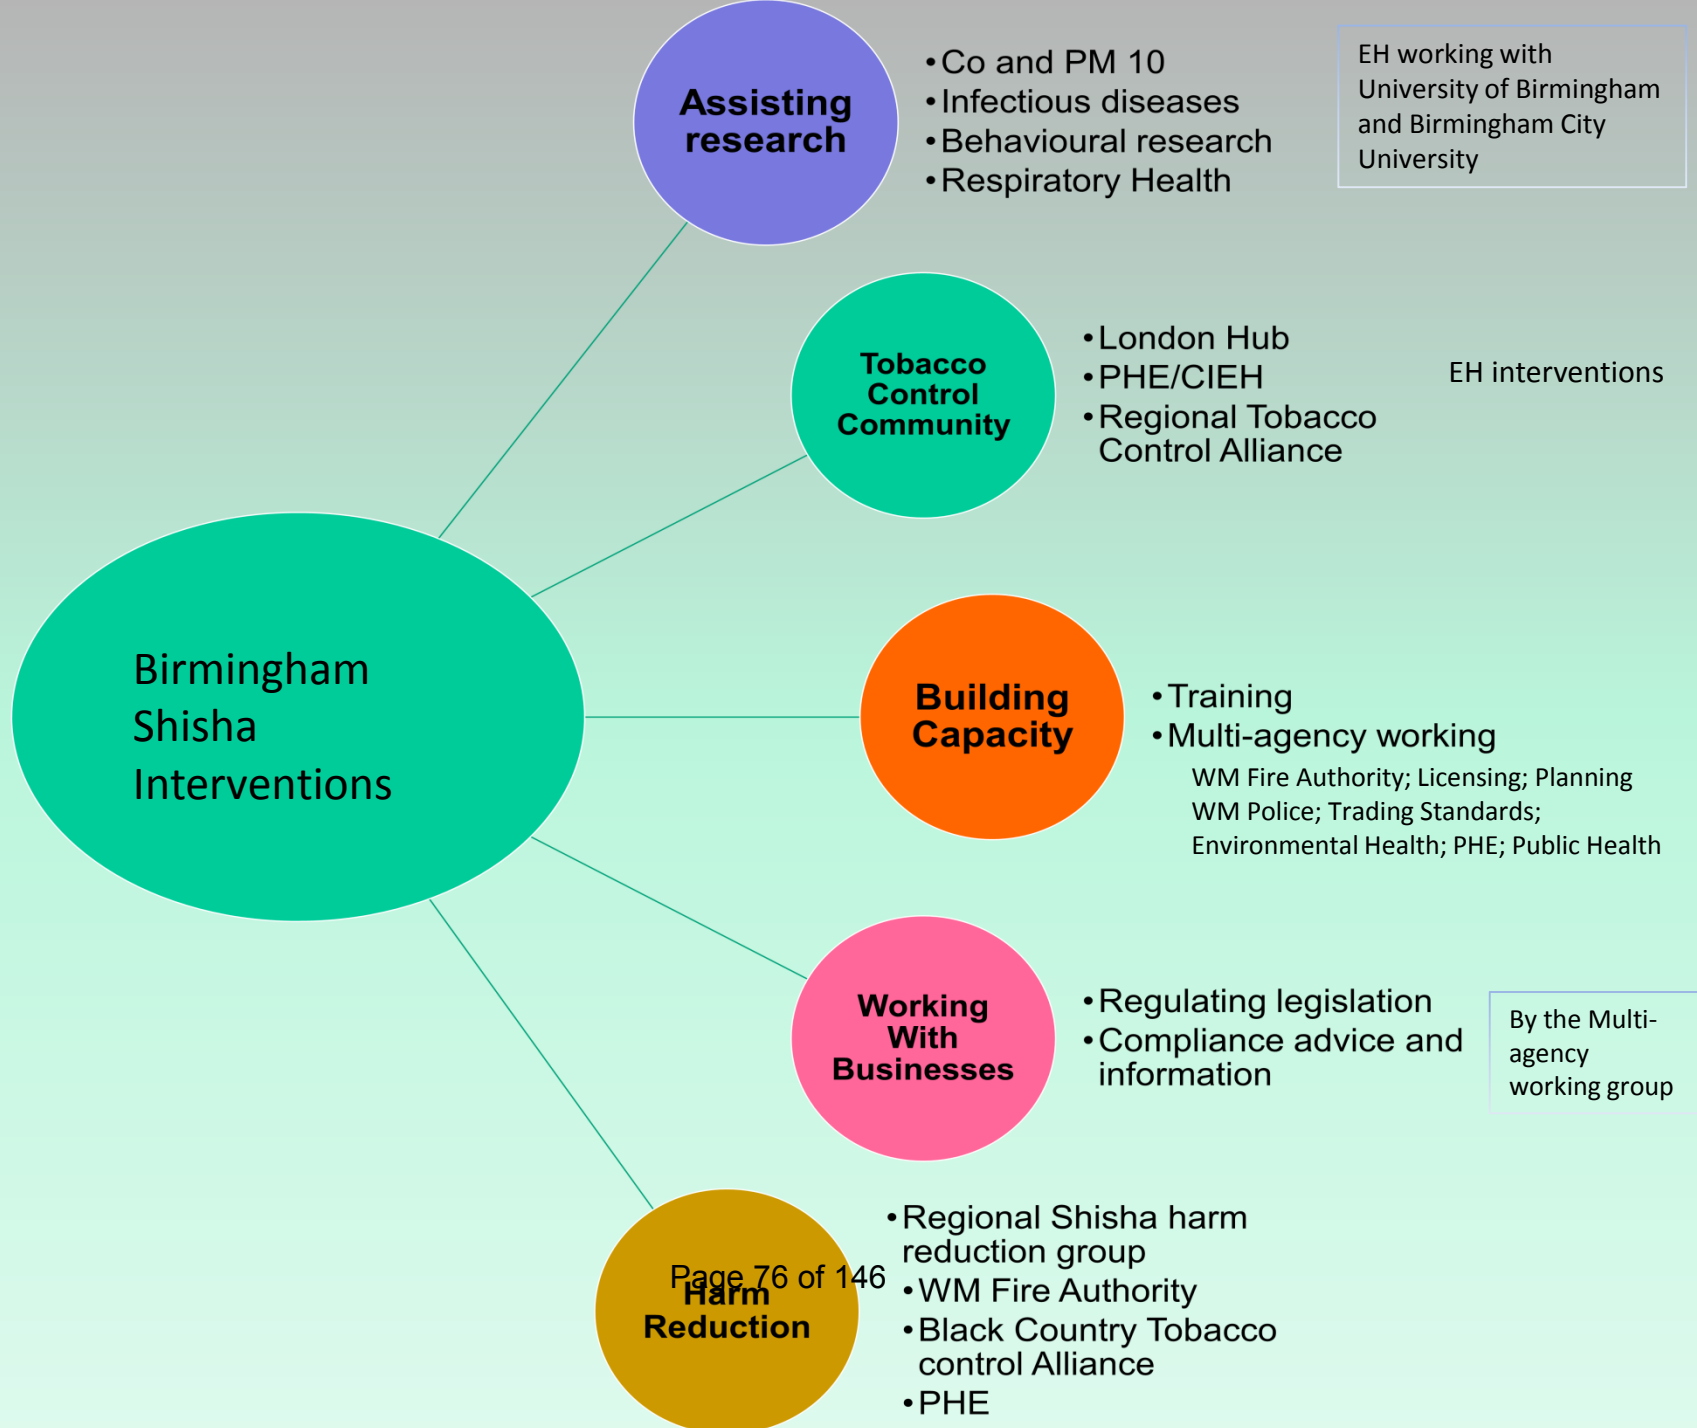 Assisting
research
•Co and PM 10
•Infectious diseases
•Behavioural research
•Respiratory Health
EH working with
University of Birmingham
and Birmingham City
University
Tobacco
Control
Community
•London Hub
•PHE/CIEH
•Regional Tobacco
Control Alliance
EH interventions
Birmingham
Shisha
Interventions
Building
Capacity
•Training
•Multi-agency working
WM Fire Authority; Licensing; Planning
WM Police; Trading Standards;
Environmental Health; PHE; Public Health
Working
With
Businesses
•Regulating legislation
•Compliance advice and
information
By the Multi-
agency
working group
Harm
Reduction
•Regional Shisha harm
reduction group
•WM Fire Authority
•Black Country Tobacco
control Alliance
•PHE
Page 76 of 146